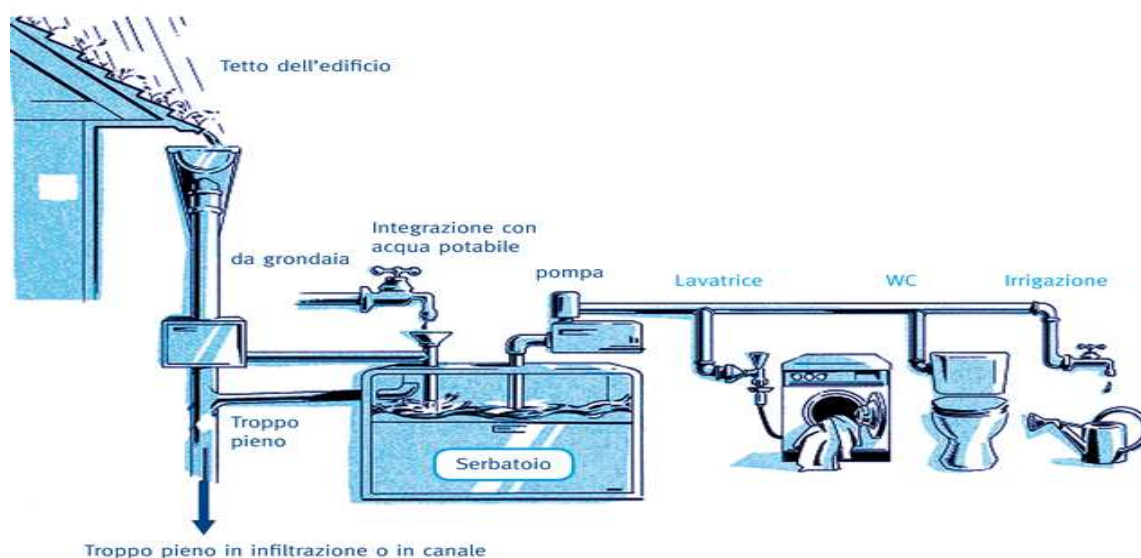 Tetto dell'edificio
Integrazione con
acqua potabile
da grondaia
pompa
Lavatrice
WC
Irrigazione
Troppo
pieno
Serbatoio
Troppo pieno in infiltrazione o in canale